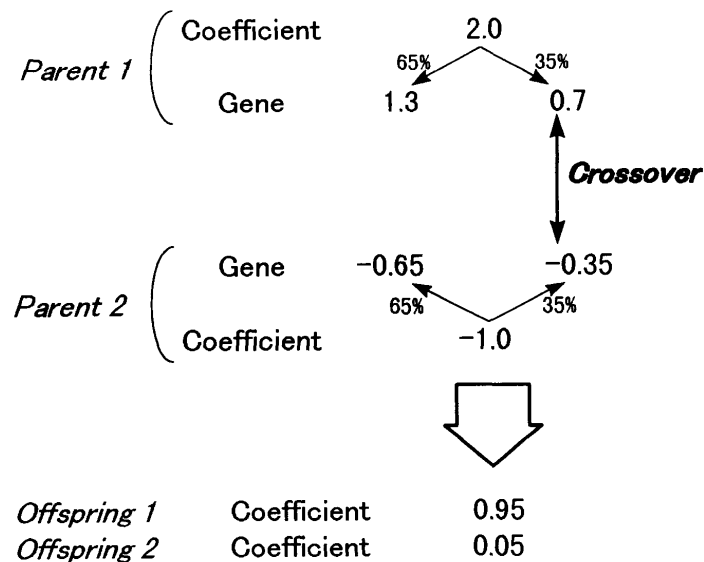 Coefficient 2.0
Parent 1 65% 35%
Gene 1.3 0.7
Crossover
Gene −0.65 −0.35
Parent 2 65% 35%
Coefficient −1.0
Offspring 1 Coefficient 0.95
Offspring 2 Coefficient 0.05